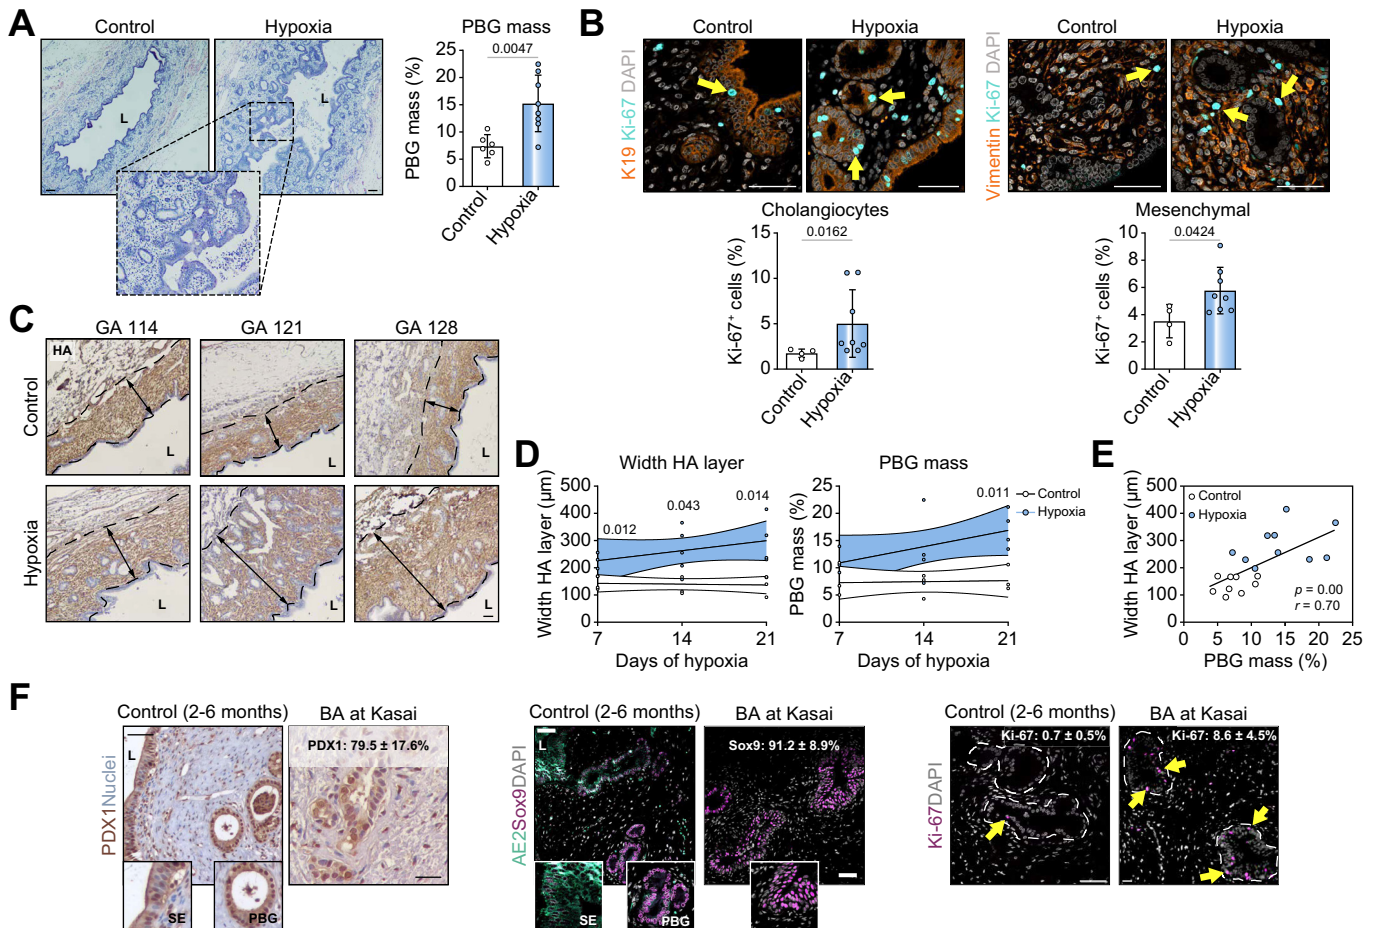 A
Control
Hypoxia
L
L
PBG mass
PBG mass (%)
25
20
15
10
5
0
0.0047
Control
Hypoxia
B
Control
Hypoxia
K19 Ki-67 DAPI
Control
Hypoxia
Vimentin Ki-67 DAPI
Cholangiocytes
0.0162
Ki-67+ cells (%)
15
10
5
0
Control
Hypoxia
Mesenchymal
0.0424
Ki-67+ cells (%)
10
8
6
4
2
0
Control
Hypoxia
C
GA 114
GA 121
GA 128
Control
HA
L
L
L
Hypoxia
L
L
L
D
Width HA layer
Width HA layer (μm)
500
400
300
200
100
0
0.012
0.043
0.014
7
14
21
Days of hypoxia
PBG mass
PBG mass (%)
25
20
15
10
5
0
0.011
7
14
21
Days of hypoxia
Control
Hypoxia
E
Width HA layer (μm)
500
400
300
200
100
0
Control
Hypoxia
p = 0.00
r = 0.70
0
5
10
15
20
25
PBG mass (%)
F
Control (2-6 months)
BA at Kasai
PDX1Nuclei
L
PDX1: 79.5 ± 17.6%
SE
PBG
Control (2-6 months)
BA at Kasai
AE2Sox9DAPI
L
Sox9: 91.2 ± 8.9%
SE
PBG
Control (2-6 months)
BA at Kasai
Ki-67DAPI
Ki-67: 0.7 ± 0.5%
Ki-67: 8.6 ± 4.5%